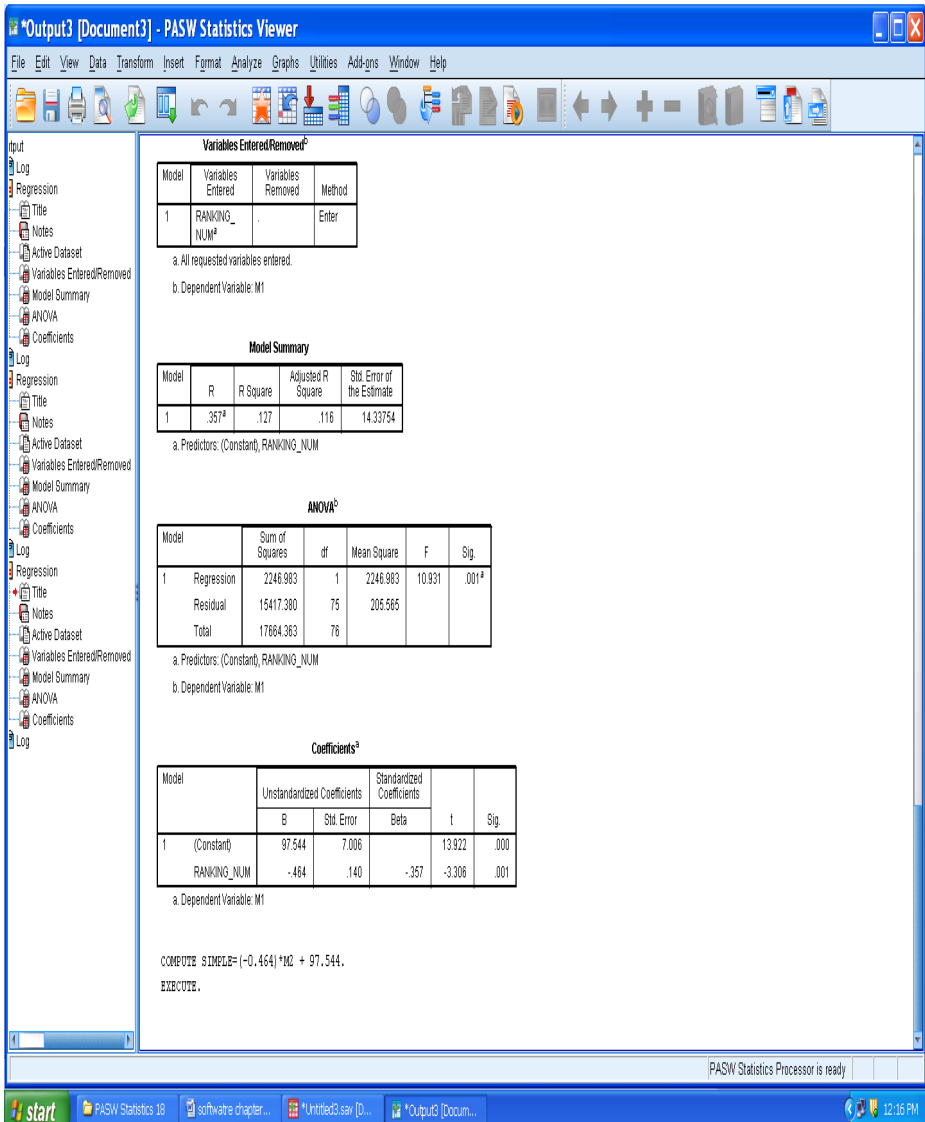 *Output3 [Document3] - PASW Statistics Viewer
File Edit View Data Transform Insert Format Analyze Graphs Utilities Add-ons Window Help
tput
Log
Regression
Title
Notes
Active Dataset
Variables Entered/Removed
Model Summary
ANOVA
Coefficients
Log
Regression
Title
Notes
Active Dataset
Variables Entered/Removed
Model Summary
ANOVA
Coefficients
Log
Regression
Title
Notes
Active Dataset
Variables Entered/Removed
Model Summary
ANOVA
Coefficients
Log
Variables Entered/Removedb
Model Variables Entered Variables Removed Method
1 RANKING_NUMa . Enter
a. All requested variables entered.
b. Dependent Variable: M1
Model Summary
Model R R Square Adjusted R Square Std. Error of the Estimate
1 .357a .127 .116 14.33754
a. Predictors: (Constant), RANKING_NUM
ANOVAb
Model Sum of Squares df Mean Square F Sig.
1 Regression 2246.983 1 2246.983 10.931 .001a
Residual 15417.380 75 205.565
Total 17664.363 76
a. Predictors: (Constant), RANKING_NUM
b. Dependent Variable: M1
Coefficientsa
Model Unstandardized Coefficients Standardized Coefficients t Sig.
B Std. Error Beta
1 (Constant) 97.544 7.006 13.922 .000
RANKING_NUM -.464 .140 -.357 -3.306 .001
a. Dependent Variable: M1
COMPUTE SIMPLE=(-0.464)*M2 + 97.544.
EXECUTE.
PASW Statistics Processor is ready
start PASW Statistics 18 softwatre chapter... *Untitled3.sav [D... *Output3 [Docum... 12:16 PM